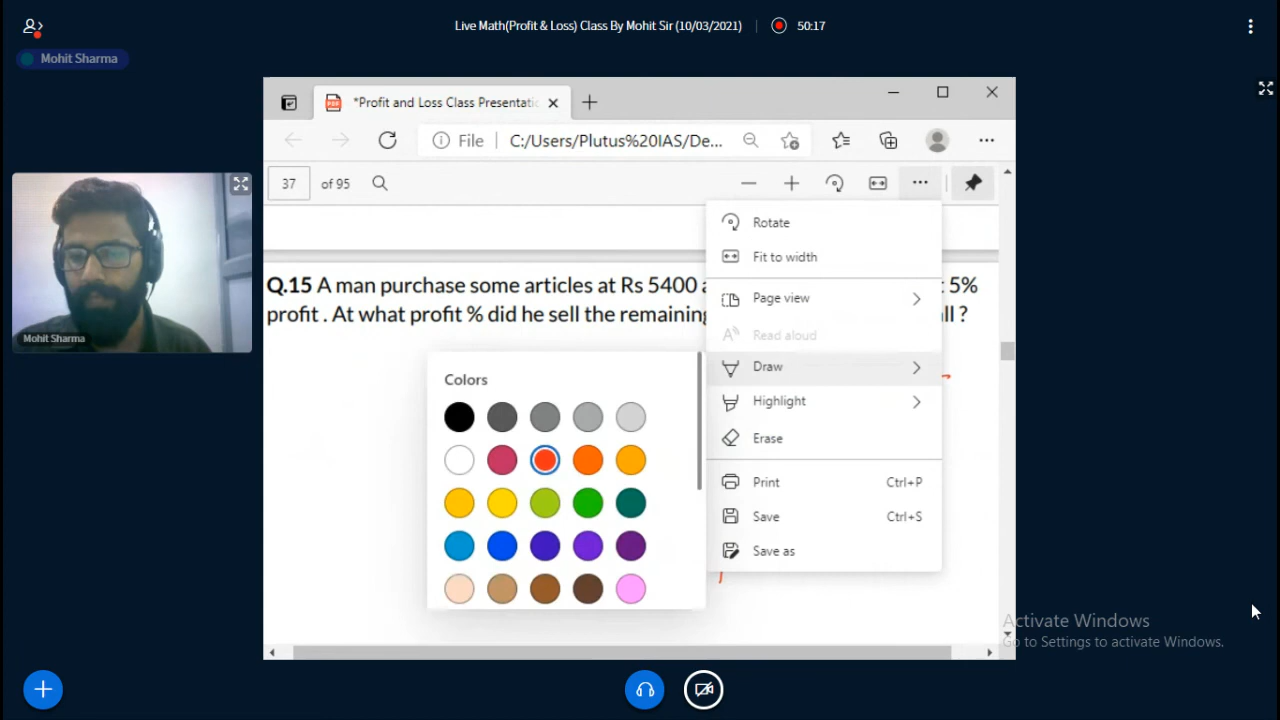 Live Math(Profit & Loss) Class By Mohit Sir (10/03/2021)
50:17
Mohit Sharma
*Profit and Loss Class Presentatio
File
C:/Users/Plutus%20IAS/De...
37 of 95
Rotate
Fit to width
Q.15 A man purchase some articles at Rs 5400
5%
profit . At what profit % did he sell the remaining
ll ?
Page view
Read aloud
Mohit Sharma
Colors
Draw
Highlight
Erase
Print Ctrl+P
Save Ctrl+S
Save as
Activate Windows
Go to Settings to activate Windows.